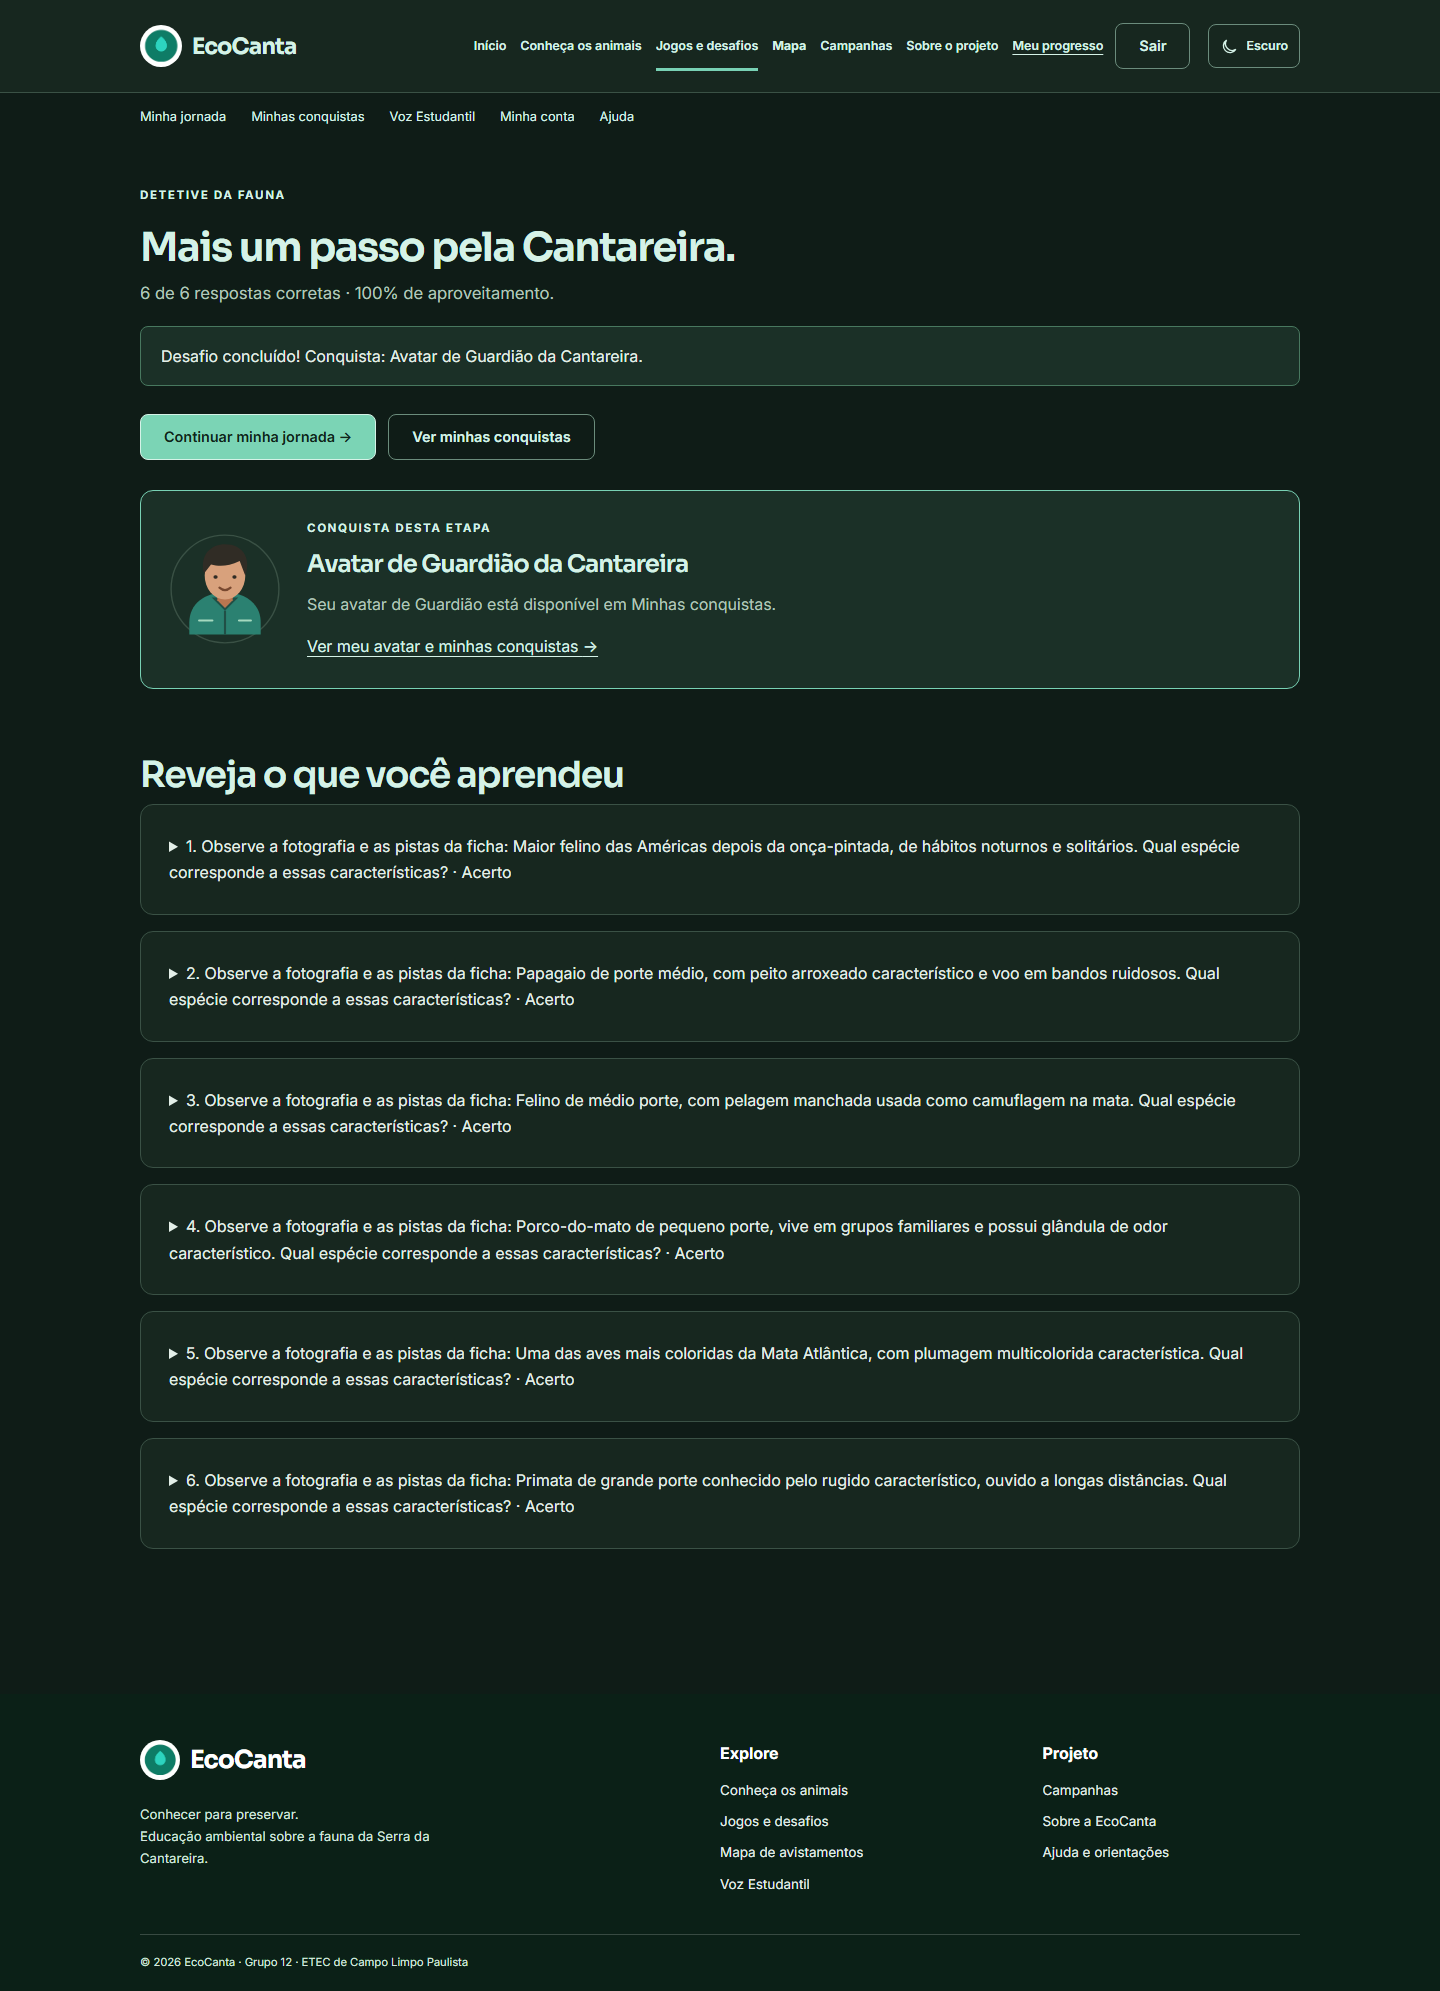 EcoCanta
Início Conheça os animais Jogos e desafios Mapa Campanhas Sobre o projeto Meu progresso Sair Escuro
Minha jornada Minhas conquistas Voz Estudantil Minha conta Ajuda
DETETIVE DA FAUNA
Mais um passo pela Cantareira.
6 de 6 respostas corretas · 100% de aproveitamento.
Desafio concluído! Conquista: Avatar de Guardião da Cantareira.
Continuar minha jornada → Ver minhas conquistas
CONQUISTA DESTA ETAPA
Avatar de Guardião da Cantareira
Seu avatar de Guardião está disponível em Minhas conquistas.
Ver meu avatar e minhas conquistas →
Reveja o que você aprendeu
1. Observe a fotografia e as pistas da ficha: Maior felino das Américas depois da onça-pintada, de hábitos noturnos e solitários. Qual espécie
corresponde a essas características? · Acerto
2. Observe a fotografia e as pistas da ficha: Papagaio de porte médio, com peito arroxeado característico e voo em bandos ruidosos. Qual
espécie corresponde a essas características? · Acerto
3. Observe a fotografia e as pistas da ficha: Felino de médio porte, com pelagem manchada usada como camuflagem na mata. Qual espécie
corresponde a essas características? · Acerto
4. Observe a fotografia e as pistas da ficha: Porco-do-mato de pequeno porte, vive em grupos familiares e possui glândula de odor
característico. Qual espécie corresponde a essas características? · Acerto
5. Observe a fotografia e as pistas da ficha: Uma das aves mais coloridas da Mata Atlântica, com plumagem multicolorida característica. Qual
espécie corresponde a essas características? · Acerto
6. Observe a fotografia e as pistas da ficha: Primata de grande porte conhecido pelo rugido característico, ouvido a longas distâncias. Qual
espécie corresponde a essas características? · Acerto
EcoCanta
Conhecer para preservar.
Educação ambiental sobre a fauna da Serra da
Cantareira.
Explore
Conheça os animais
Jogos e desafios
Mapa de avistamentos
Voz Estudantil
Projeto
Campanhas
Sobre a EcoCanta
Ajuda e orientações
© 2026 EcoCanta · Grupo 12 · ETEC de Campo Limpo Paulista